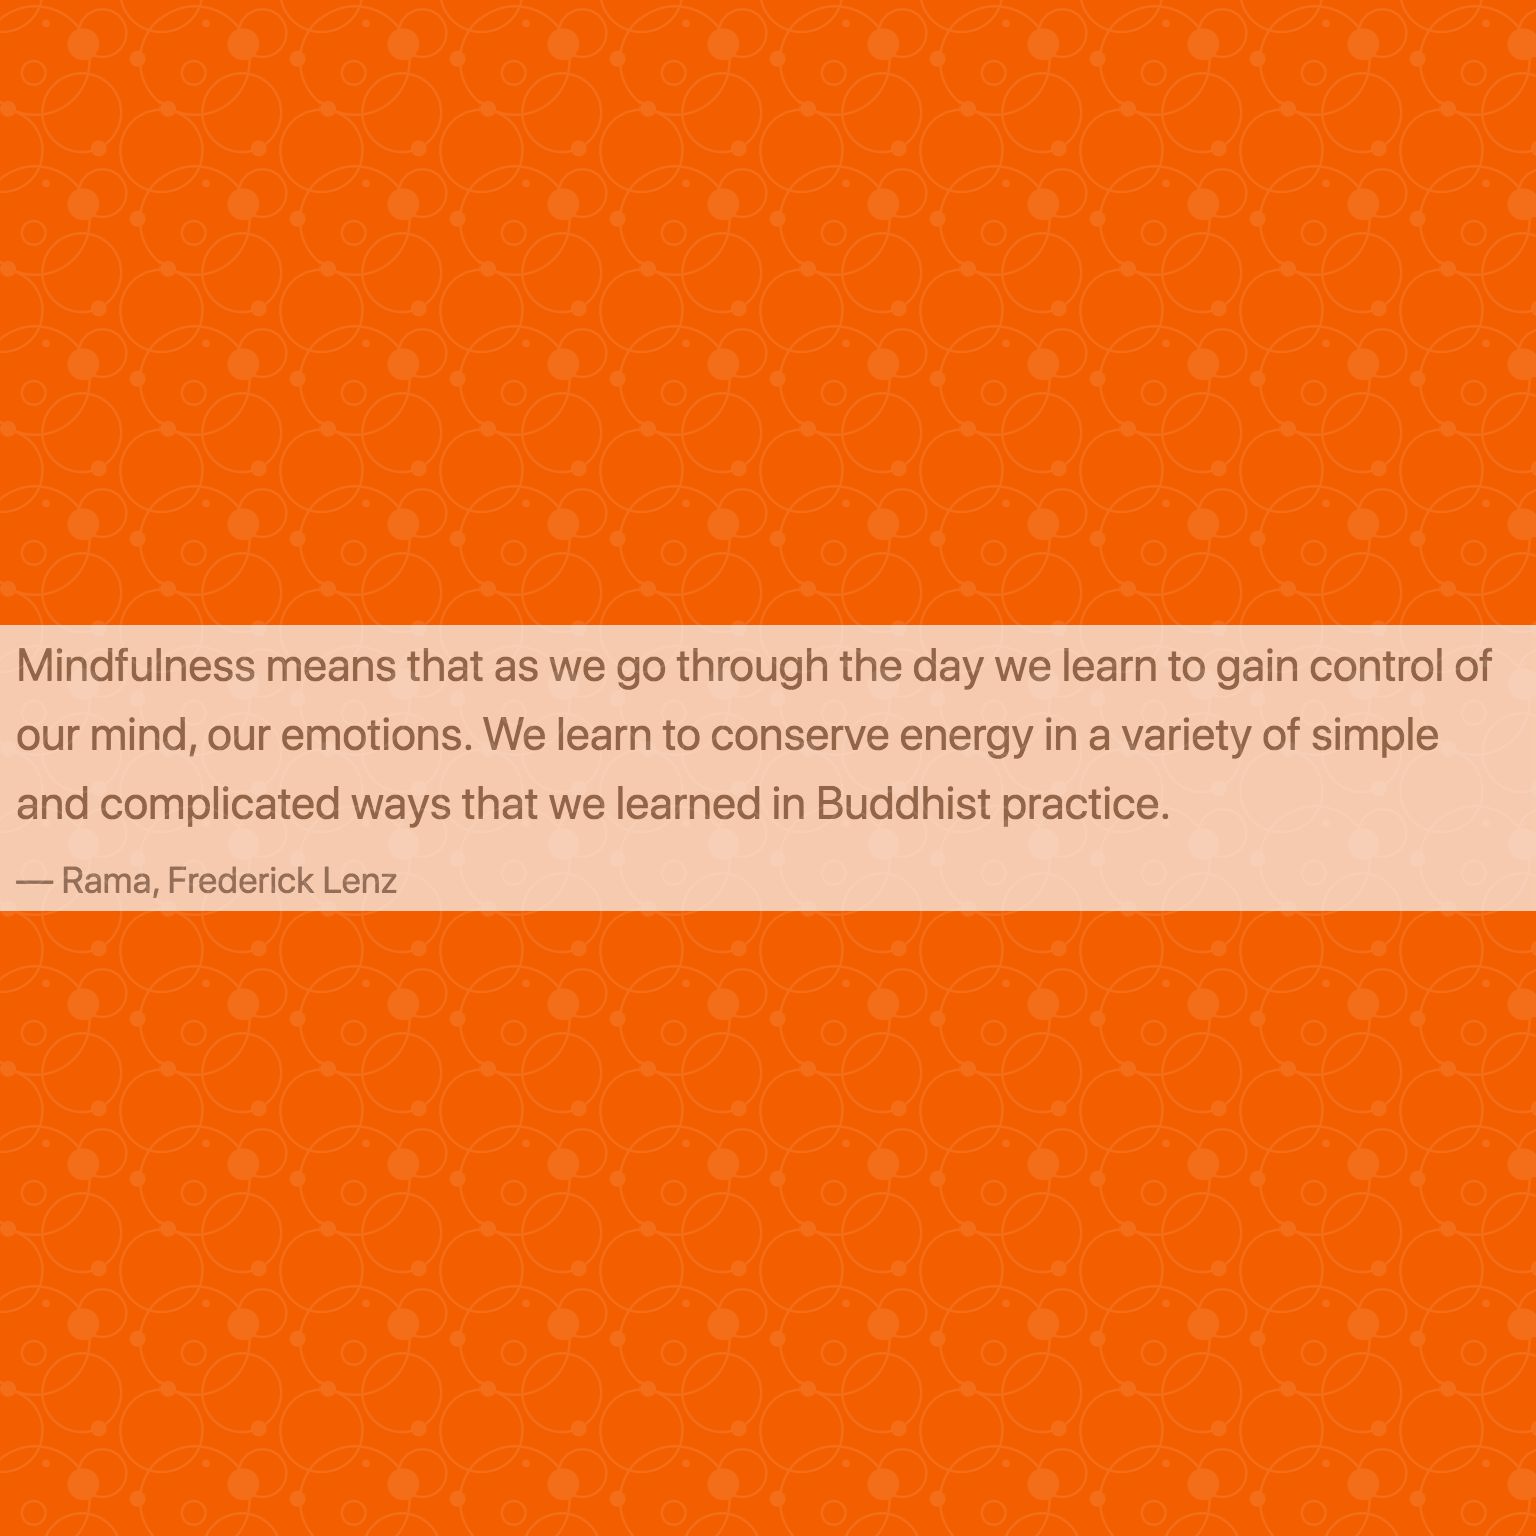 Mindfulness means that as we go through the day we learn to gain control of
our mind, our emotions. We learn to conserve energy in a variety of simple
and complicated ways that we learned in Buddhist practice.
— Rama, Frederick Lenz